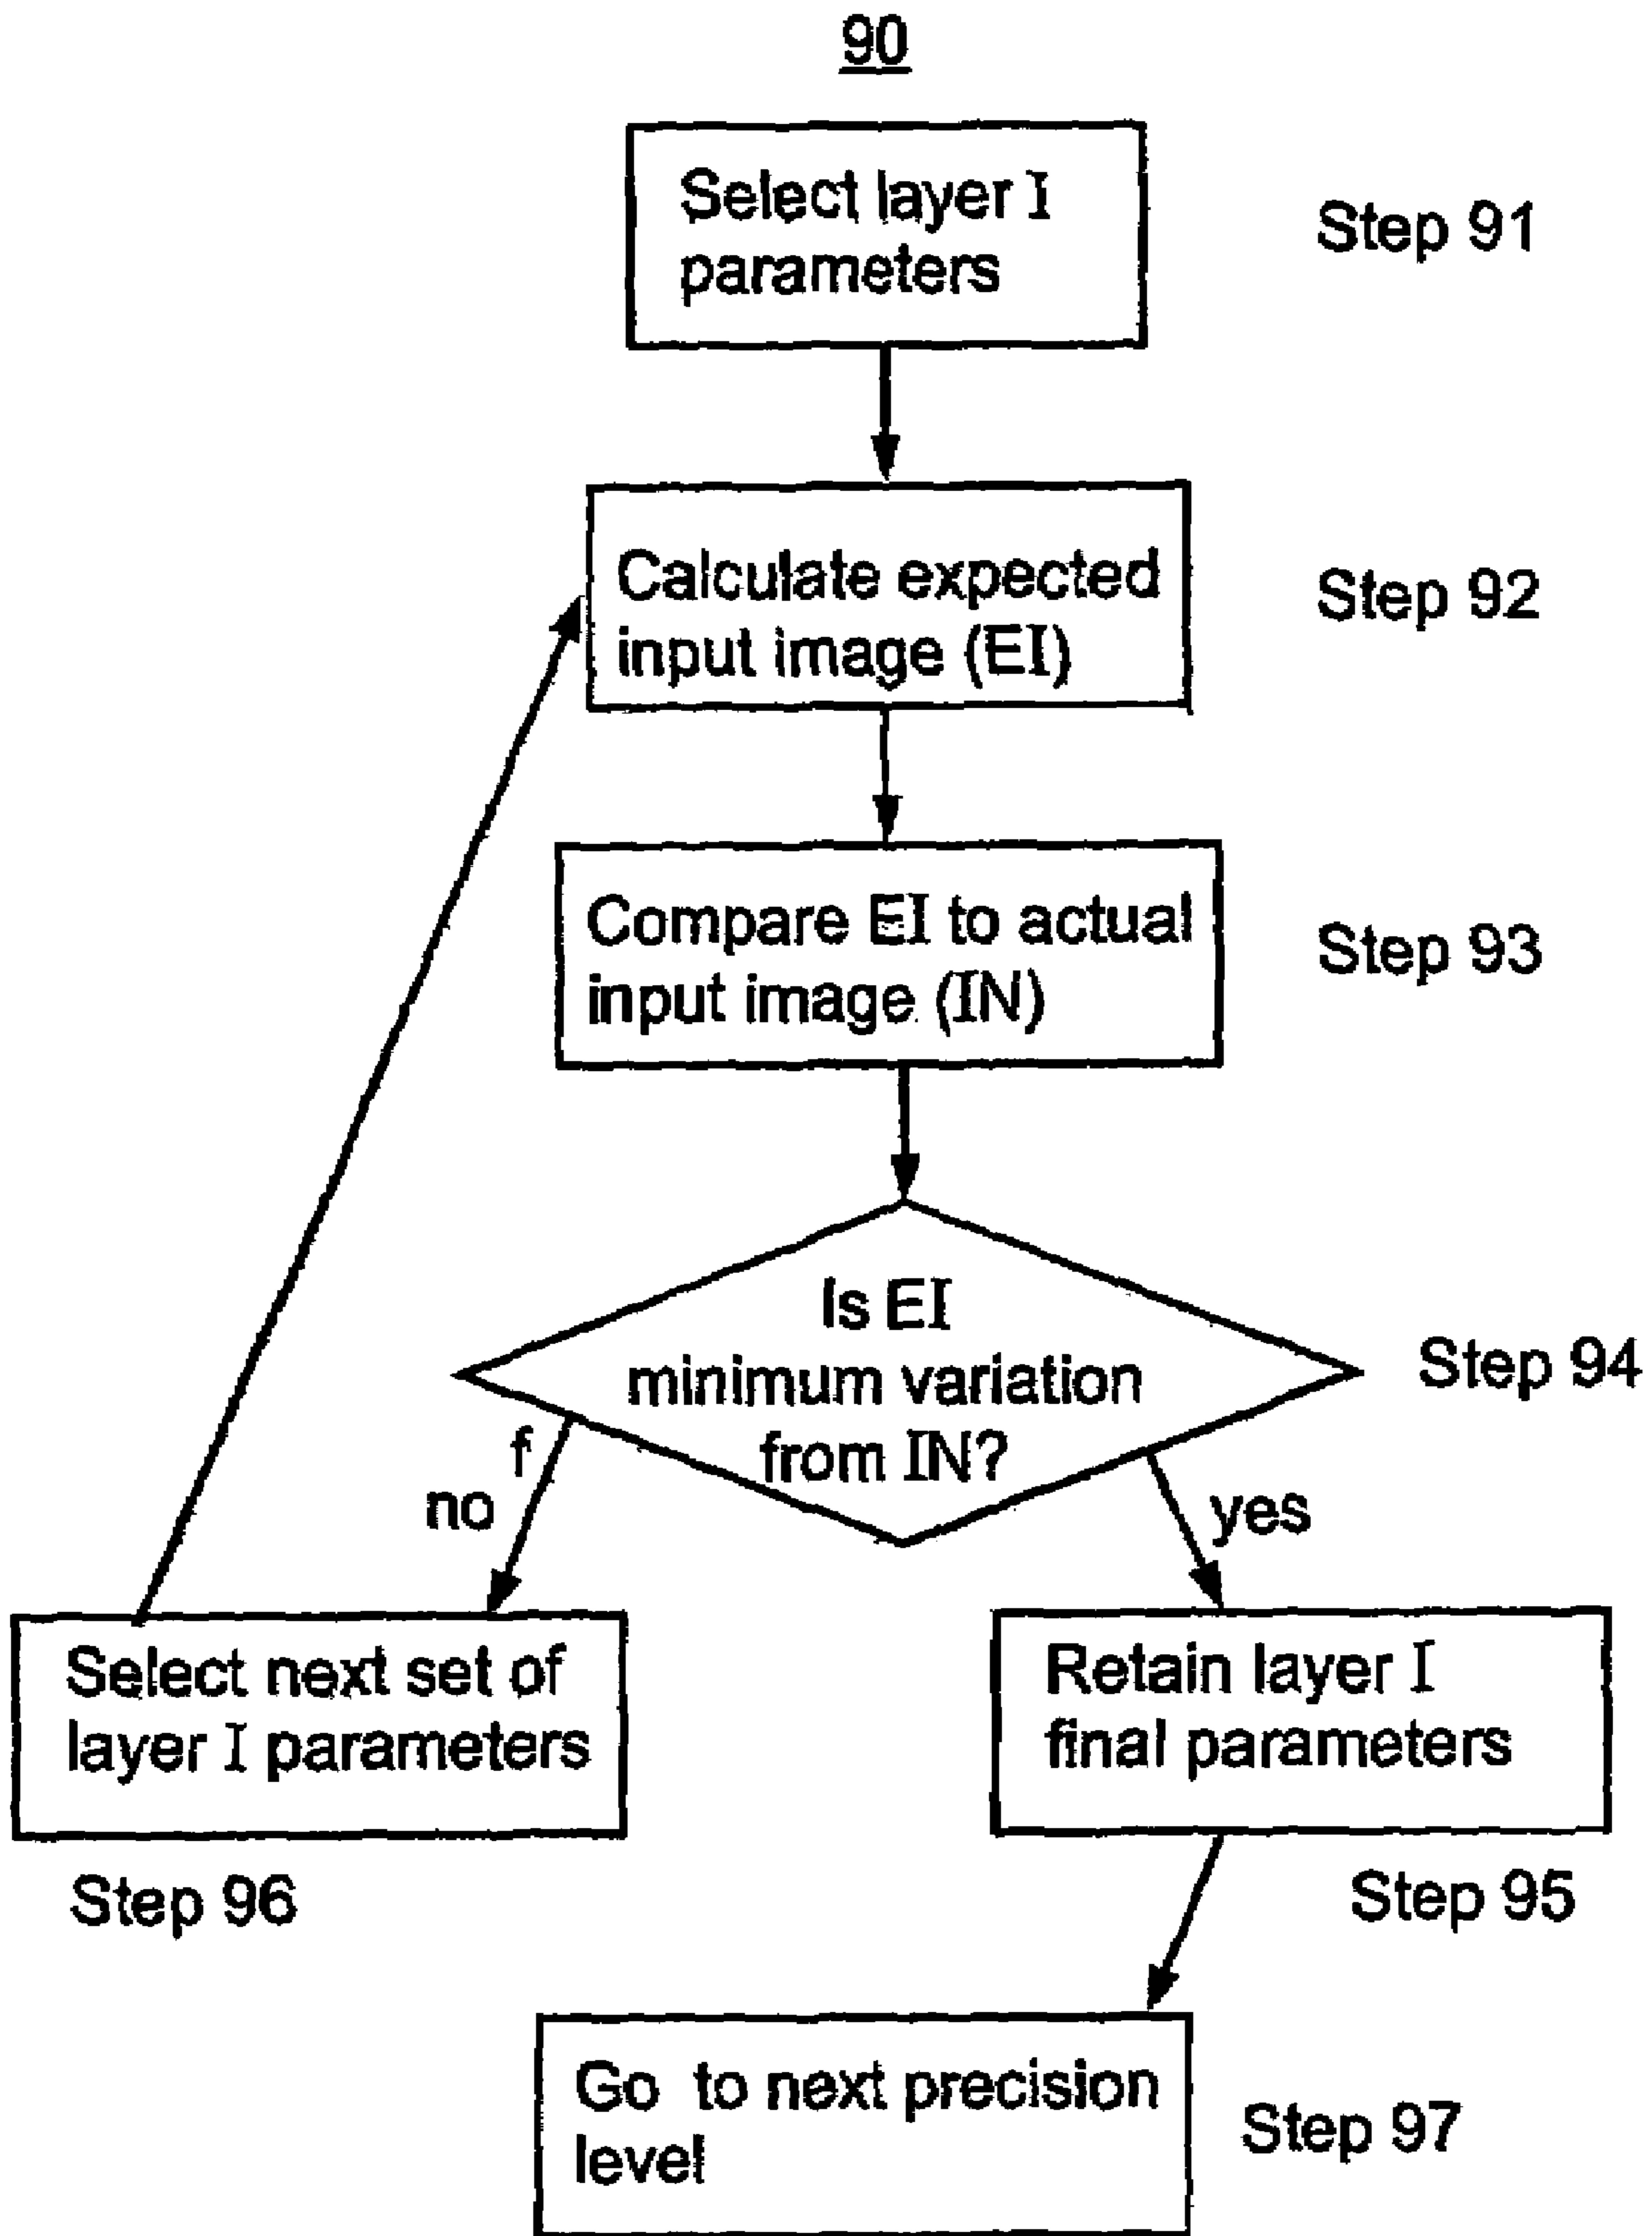 90
Select layer I
parameters
Step 91
Calculate expected
input image (EI)
Step 92
Compare EI to actual
input image (IN)
Step 93
Is EI
minimum variation
from IN?
Step 94
f
no
yes
Select next set of
layer I parameters
Step 96
Retain layer I
final parameters
Step 95
Go to next precision
level
Step 97